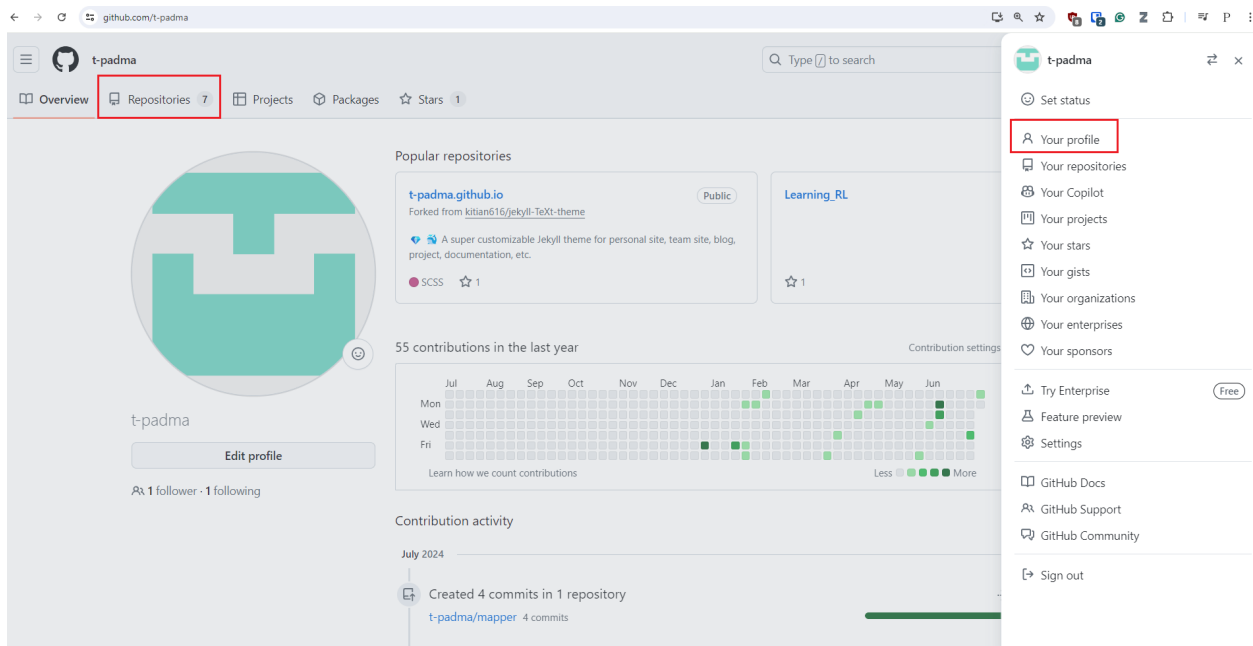 github.com/t-padma
t-padma
Type / to search
Overview
Repositories 7
Projects
Packages
Stars 1
Popular repositories
t-padma.github.io
Public
Forked from kitian616/jekyll-TeXt-theme
A super customizable Jekyll theme for personal site, team site, blog,
project, documentation, etc.
SCSS 1
Learning_RL
1
t-padma
Edit profile
1 follower · 1 following
55 contributions in the last year
Contribution settings
Jul Aug Sep Oct Nov Dec Jan Feb Mar Apr May Jun
Mon
Wed
Fri
Learn how we count contributions
Less More
Contribution activity
July 2024
Created 4 commits in 1 repository
t-padma/mapper 4 commits
t-padma
Set status
Your profile
Your repositories
Your Copilot
Your projects
Your stars
Your gists
Your organizations
Your enterprises
Your sponsors
Try Enterprise Free
Feature preview
Settings
GitHub Docs
GitHub Support
GitHub Community
Sign out